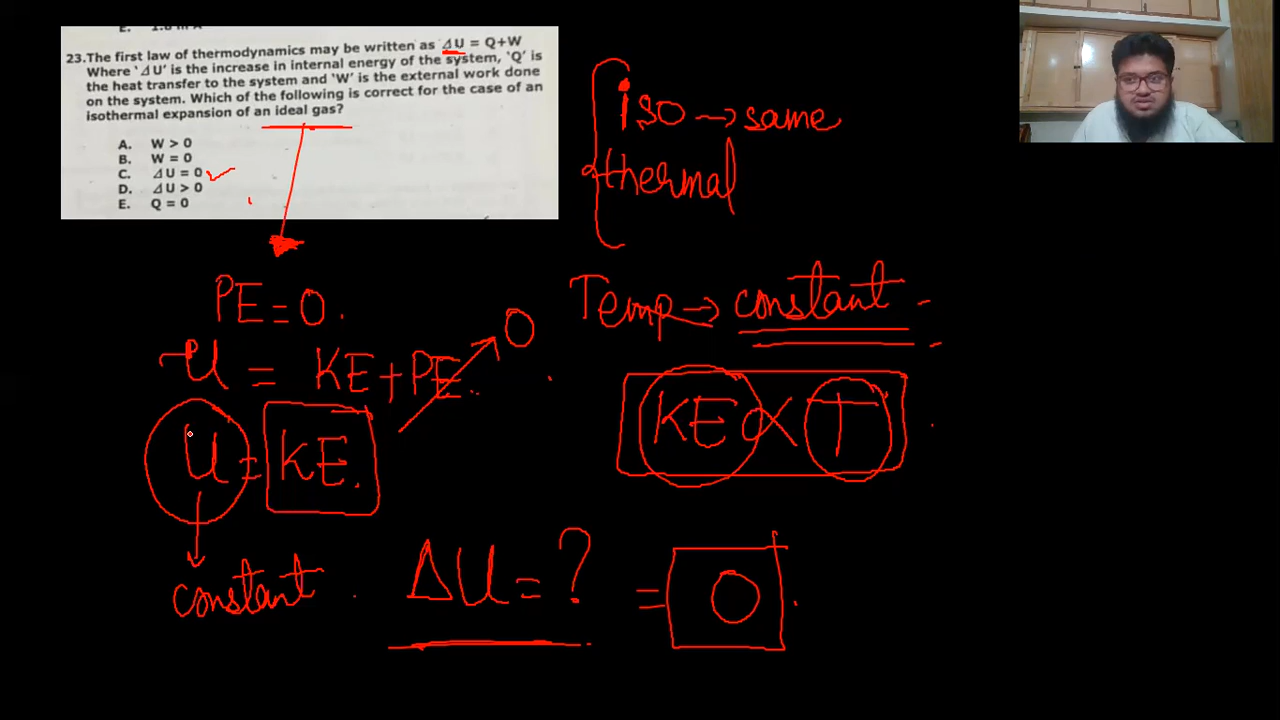 23.The first law of thermodynamics may be written as ΔU = Q+W
Where 'ΔU' is the increase in internal energy of the system, 'Q' is
the heat transfer to the system and 'W' is the external work done
on the system. Which of the following is correct for the case of an
isothermal expansion of an ideal gas?
A. W > 0
B. W = 0
C. ΔU = 0
D. ΔU > 0
E. Q = 0
iso → same
thermal
Temp → constant
PE = 0.
U = KE + PE. 0
U = KE.
KE ∝ T
constant.
ΔU = ? = 0